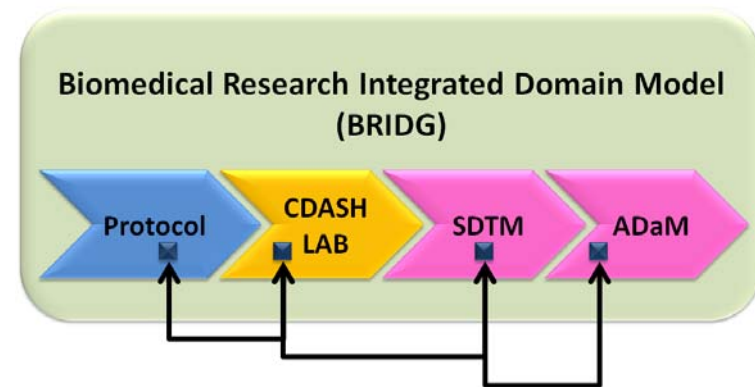 Biomedical Research Integrated Domain Model
(BRIDG)
Protocol
CDASH
LAB
SDTM
ADaM